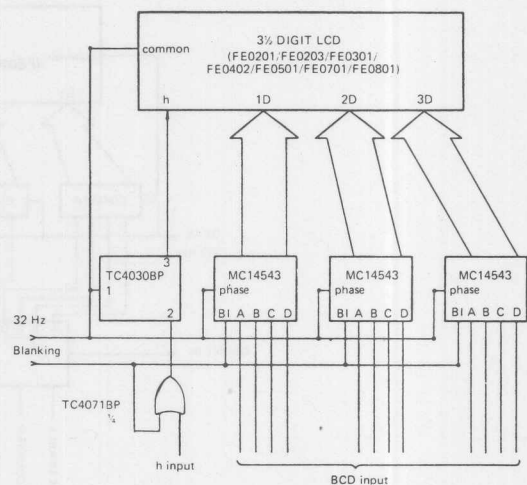 3½ DIGIT LCD
(FE0201/FE0203/FE0301/
FE0402/FE0501/FE0701/FE0801)
common
h 1D 2D 3D
TC4030BP
3
1
2
MC14543
phase
BI A B C D
MC14543
phase
BI A B C D
MC14543
phase
BI A B C D
32 Hz
Blanking
TC4071BP
¼
h input
BCD input